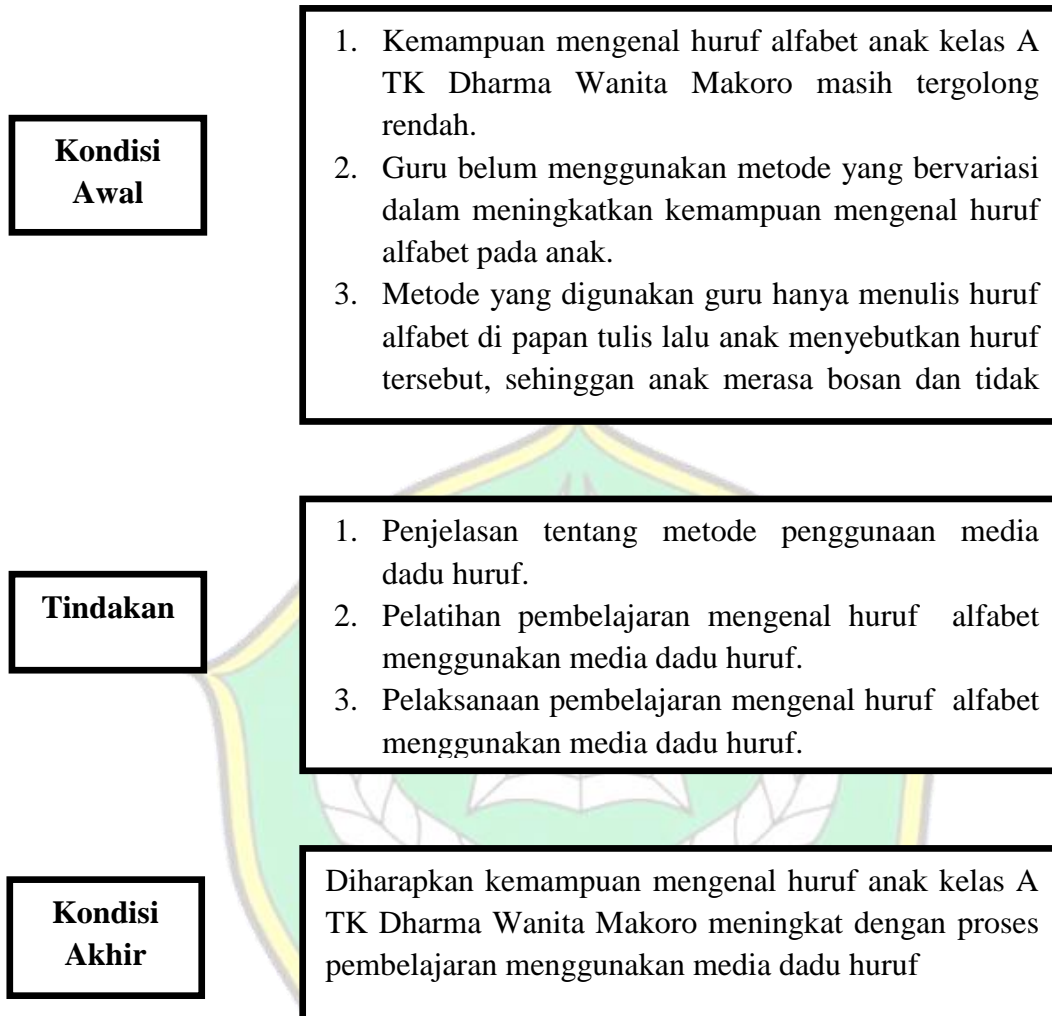 Kondisi
Awal
1. Kemampuan mengenal huruf alfabet anak kelas A
TK Dharma Wanita Makoro masih tergolong
rendah.
2. Guru belum menggunakan metode yang bervariasi
dalam meningkatkan kemampuan mengenal huruf
alfabet pada anak.
3. Metode yang digunakan guru hanya menulis huruf
alfabet di papan tulis lalu anak menyebutkan huruf
tersebut, sehinggan anak merasa bosan dan tidak
Tindakan
1. Penjelasan tentang metode penggunaan media
dadu huruf.
2. Pelatihan pembelajaran mengenal huruf alfabet
menggunakan media dadu huruf.
3. Pelaksanaan pembelajaran mengenal huruf alfabet
menggunakan media dadu huruf.
Kondisi
Akhir
Diharapkan kemampuan mengenal huruf anak kelas A
TK Dharma Wanita Makoro meningkat dengan proses
pembelajaran menggunakan media dadu huruf